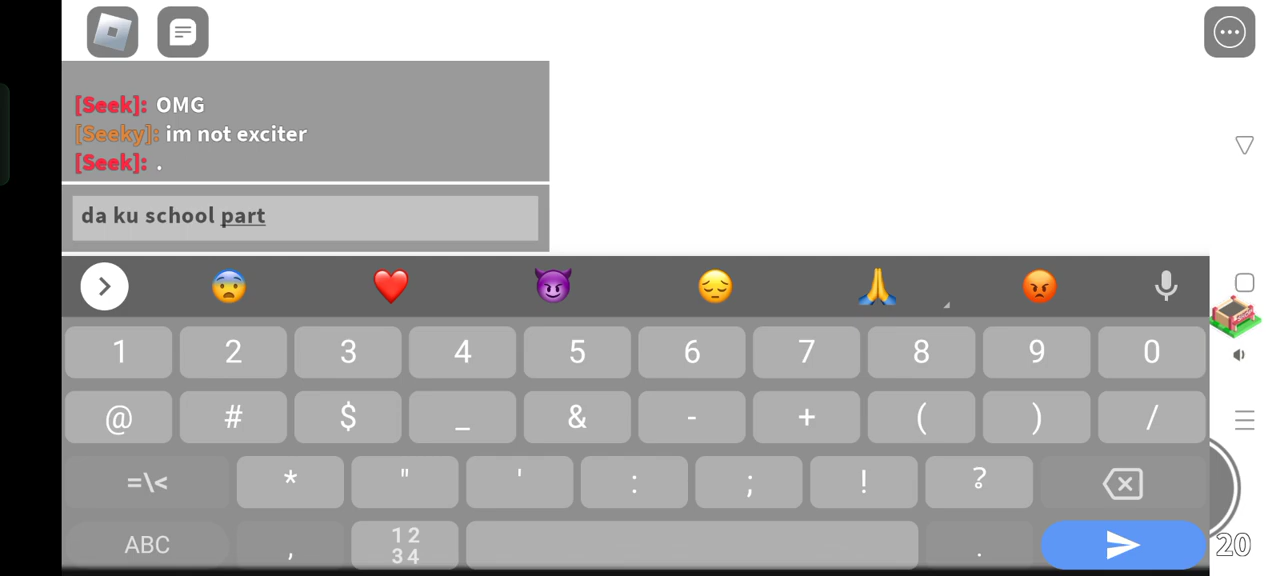 [Seek]: OMG
[Seeky]: im not exciter
[Seek]: .
da ku school part
1 2 3 4 5 6 7 8 9 0
@ # $ _ & - + ( ) /
=\< * " ' : ; ! ?
ABC , 12 34 .
20